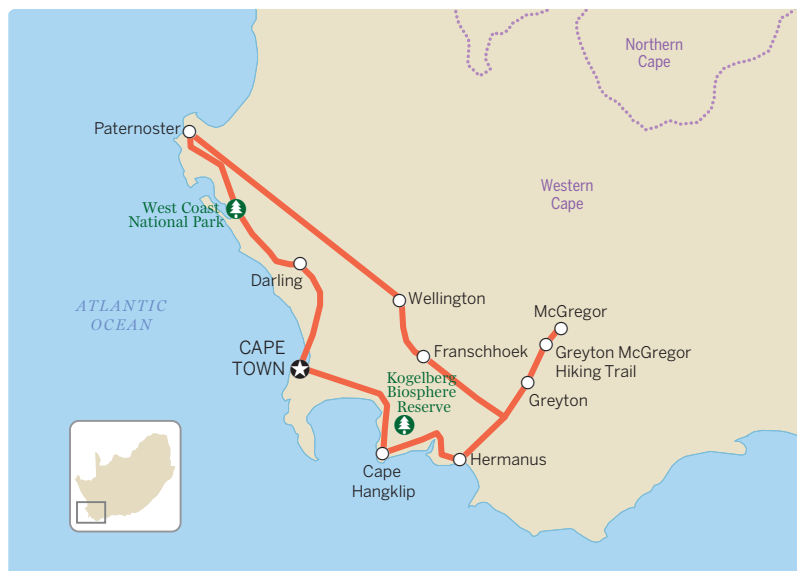 Northern
Cape
Paternoster
Western
Cape
West Coast
National Park
Darling
Wellington
ATLANTIC
OCEAN
McGregor
CAPE
TOWN
Franschhoek
Greyton McGregor
Hiking Trail
Kogelberg
Biosphere
Reserve
Greyton
Hermanus
Cape
Hangklip